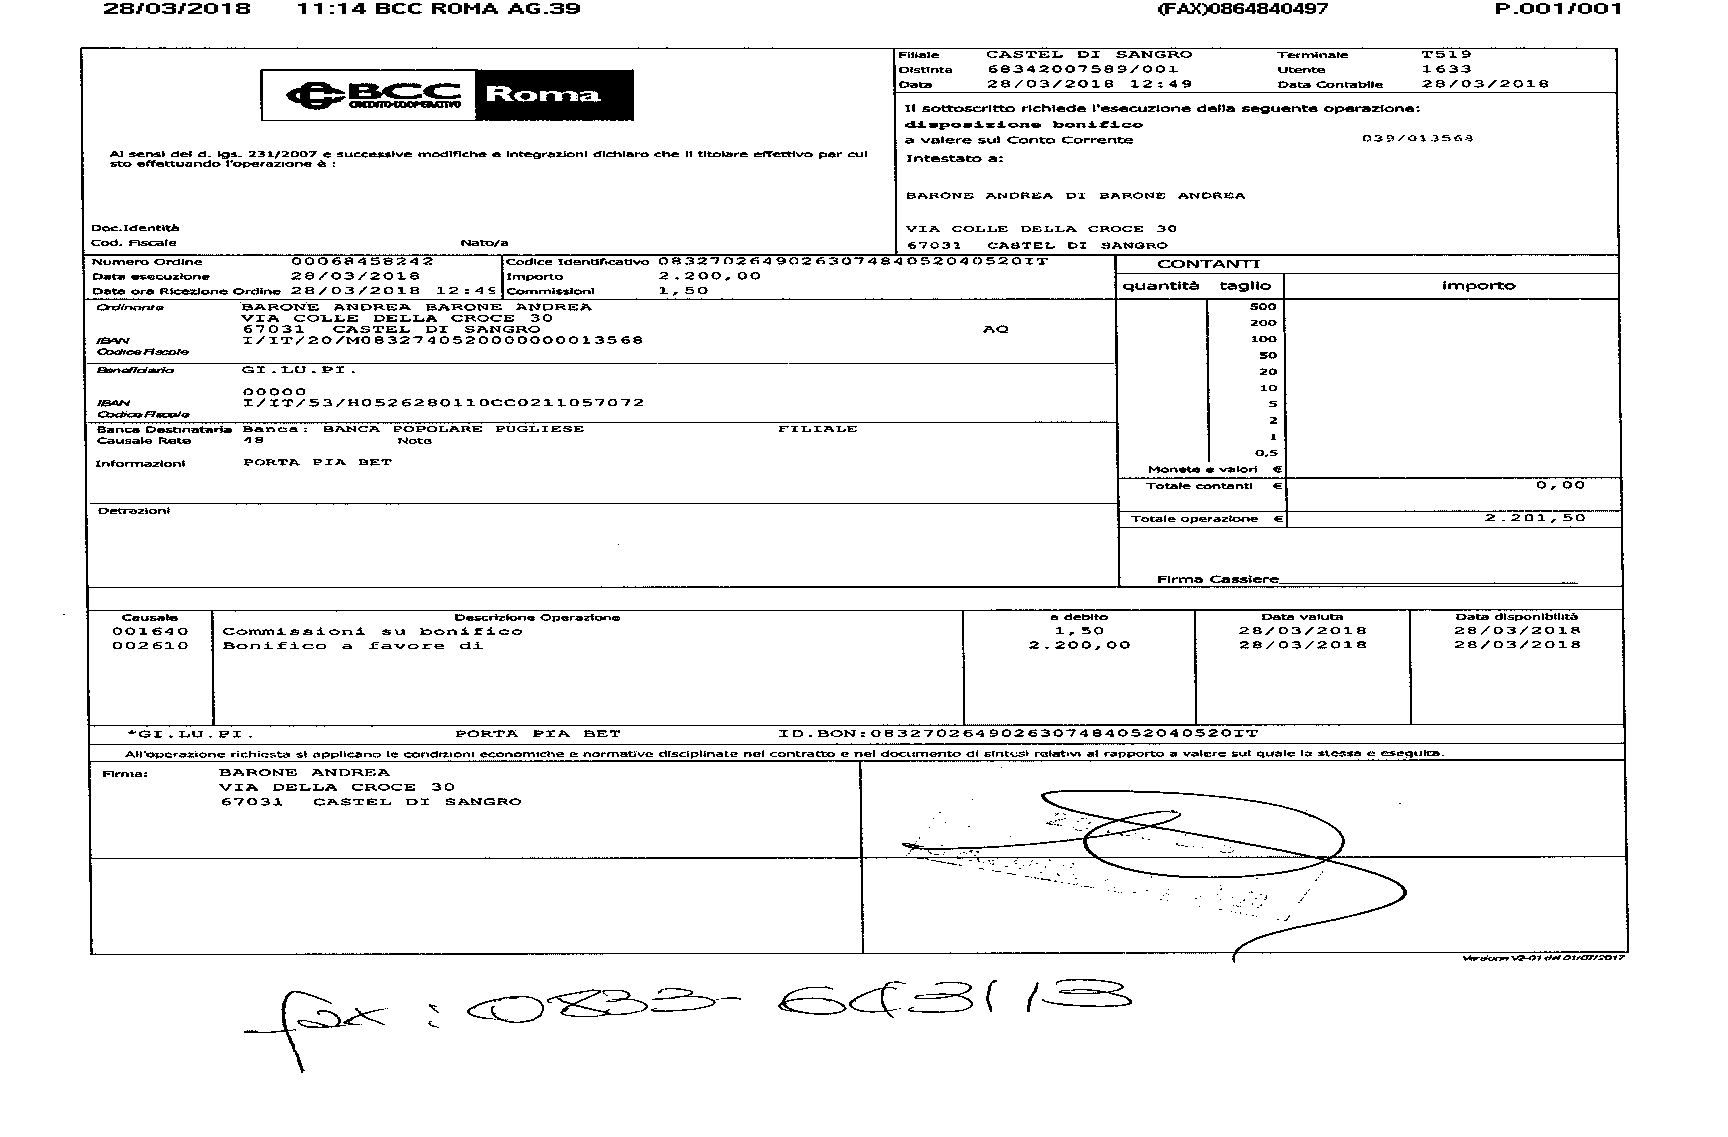 28/03/2018 11:14 BCC ROMA AG.39 (FAX)0864840497 P.001/001
BCC Roma
CREDITO COOPERATIVO
Filiale CASTEL DI SANGRO Terminale T519
Distinta 68342007589/001 Utente 1633
Data 28/03/2018 12:49 Data Contabile 28/03/2018
Il sottoscritto richiede l'esecuzione della seguente operazione:
disposizione bonifico
a valere sul Conto Corrente 039/013568
Intestato a:
BARONE ANDREA DI BARONE ANDREA
VIA COLLE DELLA CROCE 30
67031 CASTEL DI SANGRO
Ai sensi del d. lgs. 231/2007 e successive modifiche e integrazioni dichiaro che il titolare effettivo per cui
sto effettuando l'operazione è :
Doc.Identità
Cod. Fiscale Nato/a
Numero Ordine 00068458242 Codice Identificativo 0832702649026307484052040520IT
Data esecuzione 28/03/2018 Importo 2.200,00
Data ora Ricezione Ordine 28/03/2018 12:49 Commissioni 1,50
Ordinante BARONE ANDREA BARONE ANDREA
VIA COLLE DELLA CROCE 30
67031 CASTEL DI SANGRO AQ
IBAN I/IT/20/M0832740520000000013568
Codice Fiscale
Beneficiario GI.LU.PI.
00000
IBAN I/IT/53/H0526280110CC0211057072
Codice Fiscale
Banca Destinataria Banca: BANCA POPOLARE PUGLIESE FILIALE
Causale Rete 48 Note
Informazioni PORTA PIA BET
Detrazioni
CONTANTI
quantità taglio importo
500
200
100
50
20
10
5
2
1
0,5
Monete e valori €
Totale contanti € 0,00
Totale operazione € 2.201,50
Firma Cassiere
Causale Descrizione Operazione a debito Data valuta Data disponibilità
001640 Commissioni su bonifico 1,50 28/03/2018 28/03/2018
002610 Bonifico a favore di 2.200,00 28/03/2018 28/03/2018
*GI.LU.PI. PORTA PIA BET ID.BON:0832702649026307484052040520IT
All'operazione richiesta si applicano le condizioni economiche e normative disciplinate nel contratto e nel documento di sintesi relativi al rapporto a valere sul quale la stessa è eseguita.
Firma: BARONE ANDREA
VIA DELLA CROCE 30
67031 CASTEL DI SANGRO
Versione V2-01 del 01/07/2017
fax: 0833-643113